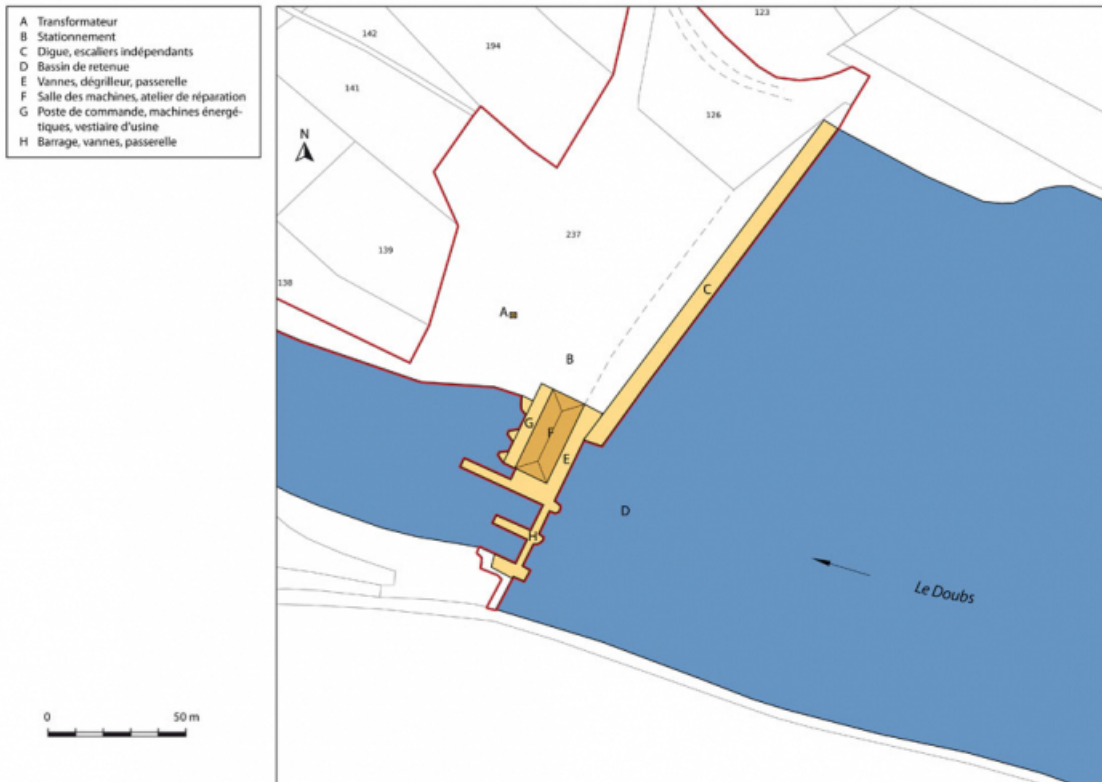 A Transformateur
B Stationnement
C Digue, escaliers indépendants
D Bassin de retenue
E Vannes, dégrilleur, passerelle
F Salle des machines, atelier de réparation
G Poste de commande, machines énergé-
tiques, vestiaire d'usine
H Barrage, vannes, passerelle
123
142
194
141
126
N
237
139
138
C
A
B
G
F
E
D
H
Le Doubs
0 50 m